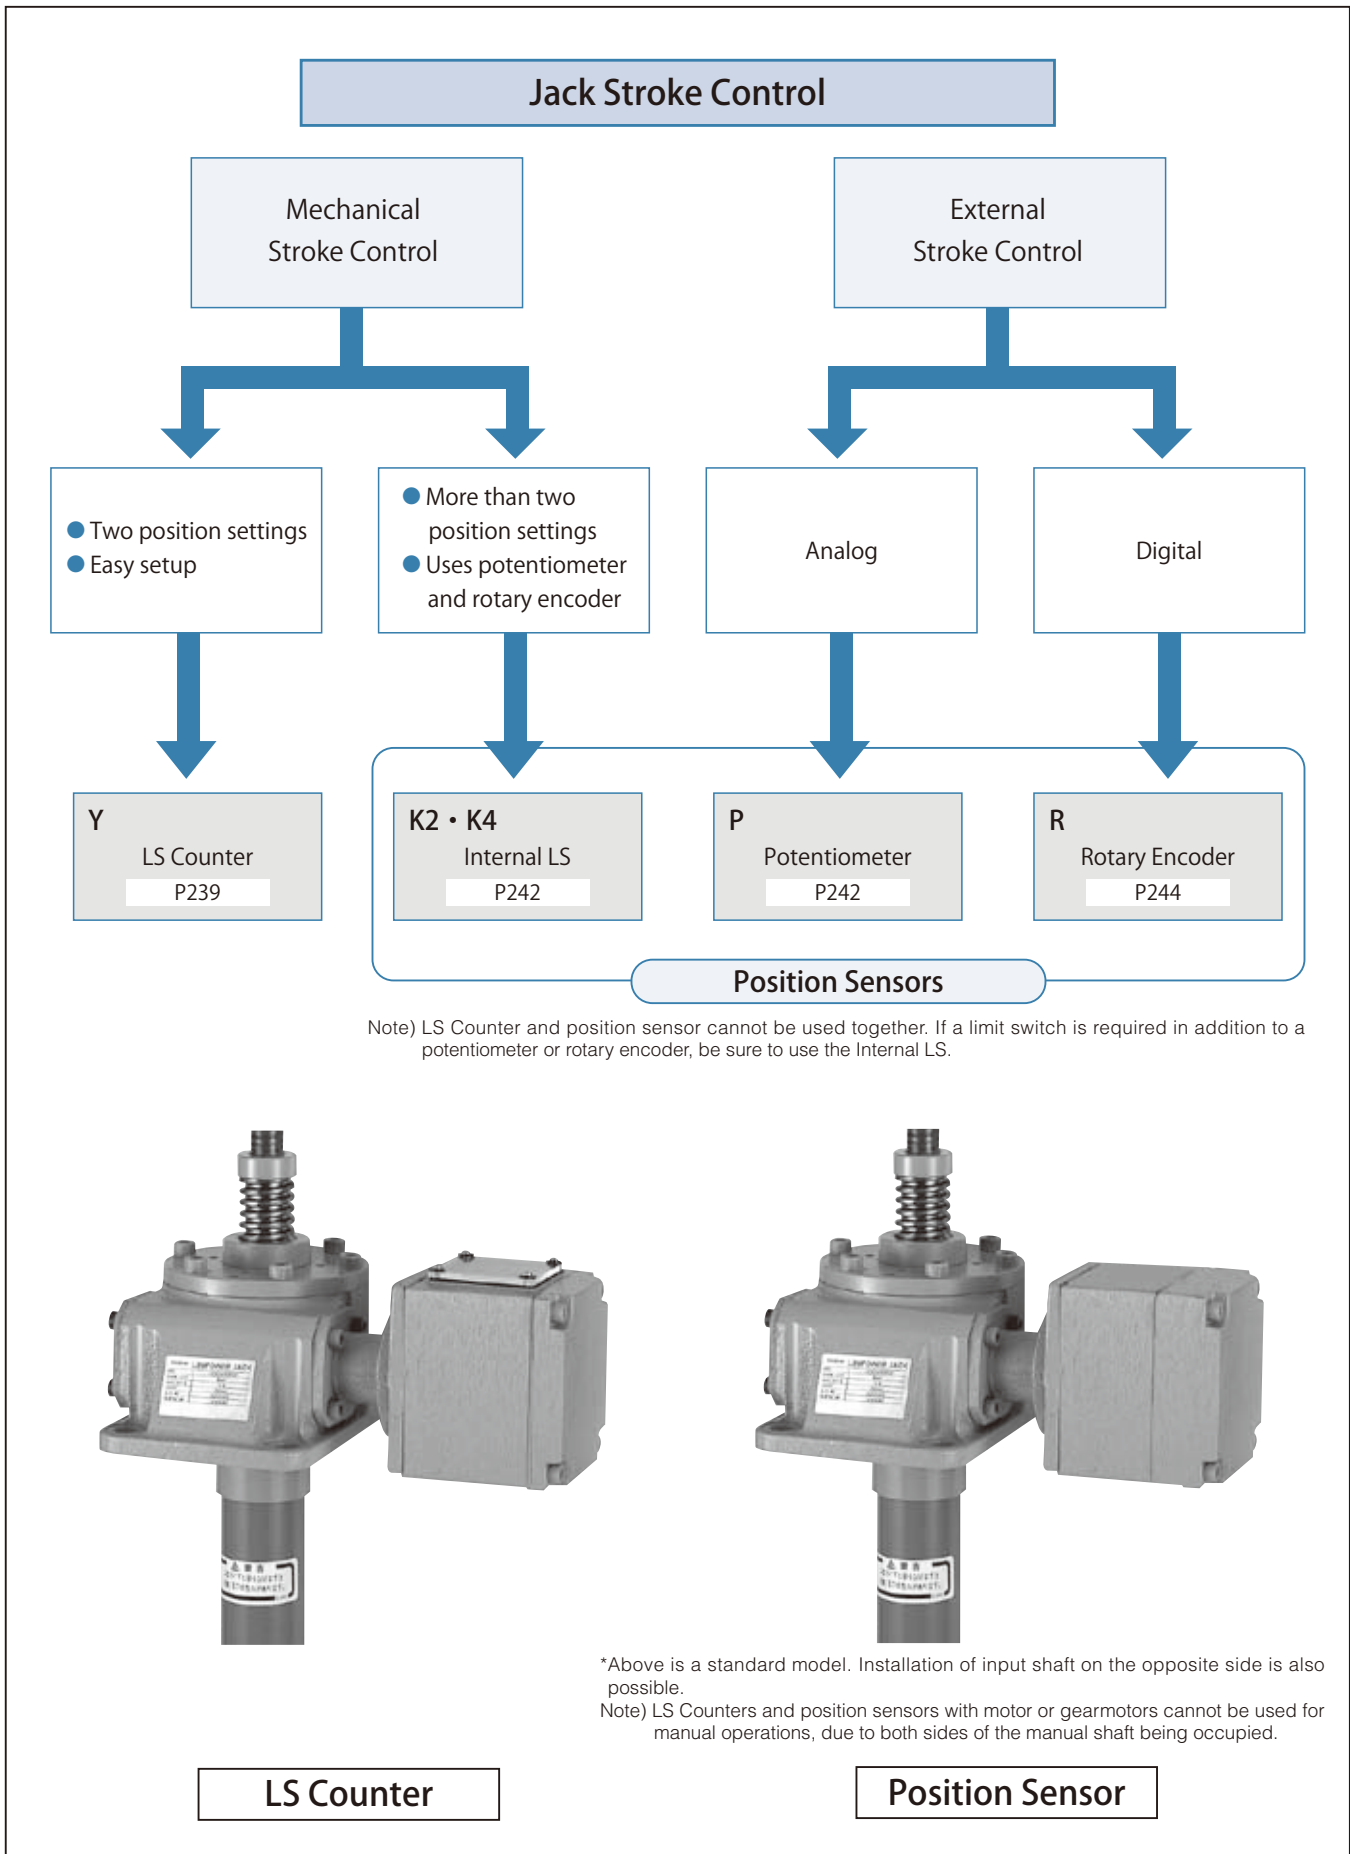 Jack Stroke Control
Mechanical
Stroke Control
External
Stroke Control
● Two position settings
● Easy setup
● More than two
position settings
● Uses potentiometer
and rotary encoder
Analog
Digital
Y
LS Counter
P239
K2・K4
Internal LS
P242
P
Potentiometer
P242
R
Rotary Encoder
P244
Position Sensors
Note) LS Counter and position sensor cannot be used together. If a limit switch is required in addition to a
potentiometer or rotary encoder, be sure to use the Internal LS.
*Above is a standard model. Installation of input shaft on the opposite side is also
possible.
Note) LS Counters and position sensors with motor or gearmotors cannot be used for
manual operations, due to both sides of the manual shaft being occupied.
LS Counter
Position Sensor